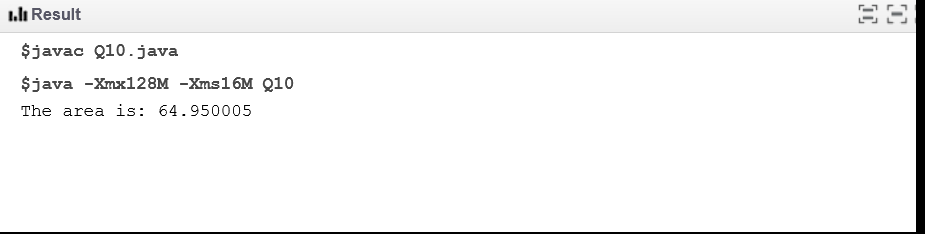 Result
$javac Q10.java
$java -Xmx128M -Xms16M Q10
The area is: 64.950005